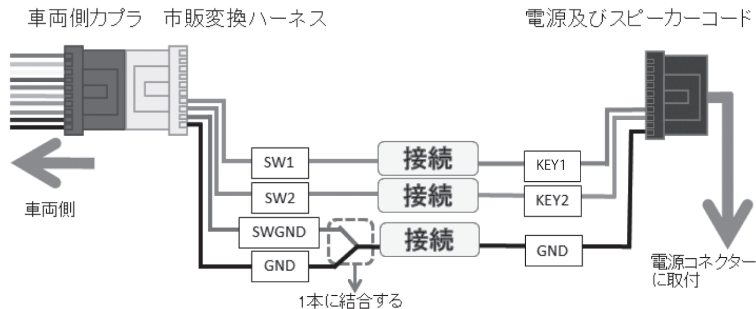 車両側カプラ 市販変換ハーネス
電源及びスピーカーコード
SW1
接続
KEY1
SW2
接続
KEY2
車両側
SWGND
接続
GND
GND
電源コネクター
に取付
1本に結合する